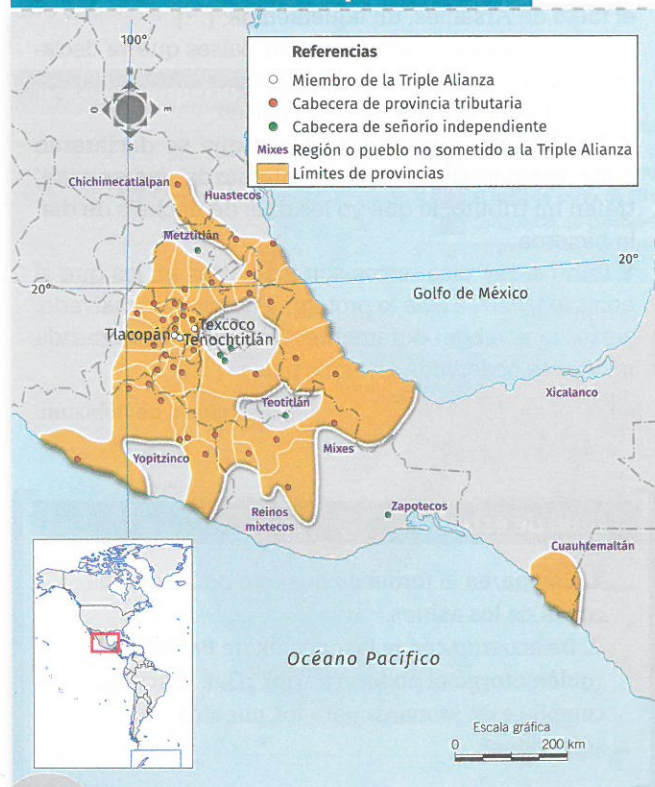 100°
Referencias
Miembro de la Triple Alianza
Cabecera de provincia tributaria
Cabecera de señorío independiente
Mixes Región o pueblo no sometido a la Triple Alianza
Límites de provincias
N
O
E
S
Chichimecatlalpan
Huastecos
Metztitlán
20°
20°
Golfo de México
Tlacopán
Texcoco
Tenochtitlán
Xicalanco
Teotitlán
Yopitzinco
Mixes
Reinos
mixtecos
Zapotecos
Cuauhtemaltán
Océano Pacífico
Escala gráfica
0 200 km